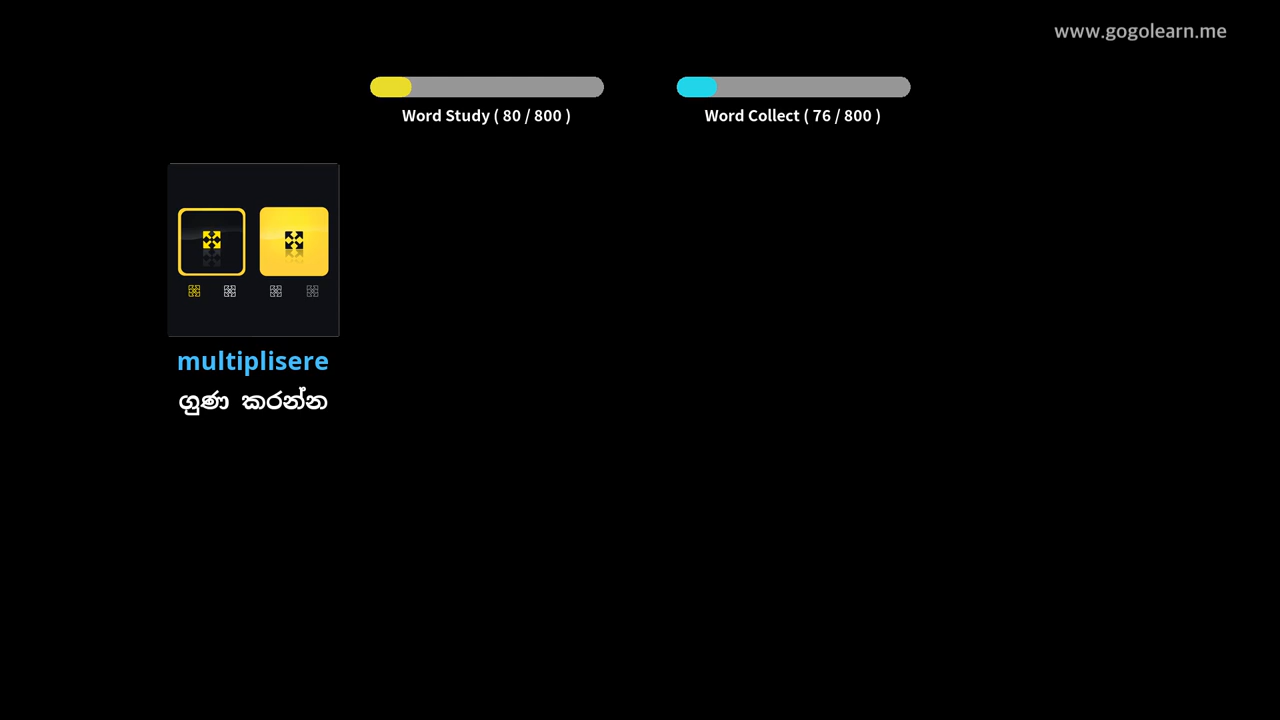 www.gogolearn.me
Word Study ( 80 / 800 )
Word Collect ( 76 / 800 )
multiplisere
ගුණ කරන්න